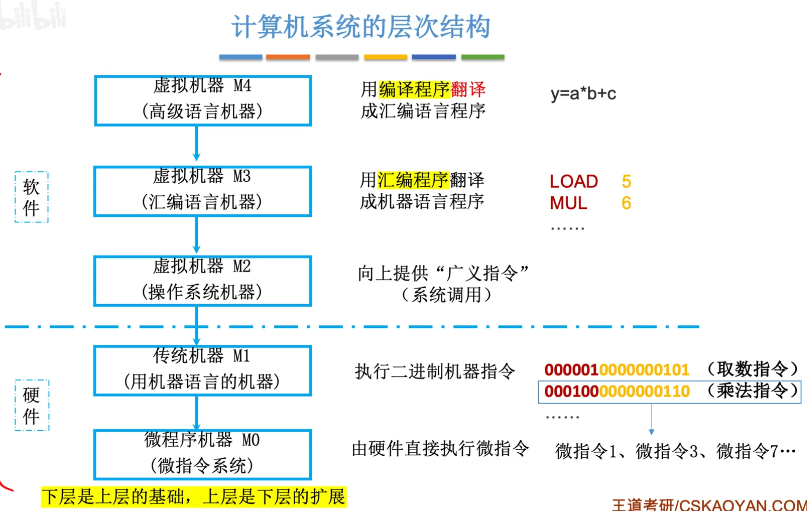 bilibili
计算机系统的层次结构
虚拟机器 M4
(高级语言机器)
用编译程序翻译
成汇编语言程序
y=a*b+c
软
件
虚拟机器 M3
(汇编语言机器)
用汇编程序翻译
成机器语言程序
LOAD 5
MUL 6
……
虚拟机器 M2
(操作系统机器)
向上提供“广义指令”
(系统调用)
硬
件
传统机器 M1
(用机器语言的机器)
执行二进制机器指令
0000010000000101 (取数指令)
0001000000000110 (乘法指令)
……
微程序机器 M0
(微指令系统)
由硬件直接执行微指令
微指令1、微指令3、微指令7…
下层是上层的基础，上层是下层的扩展
王道考研/CSKAOYAN.COM